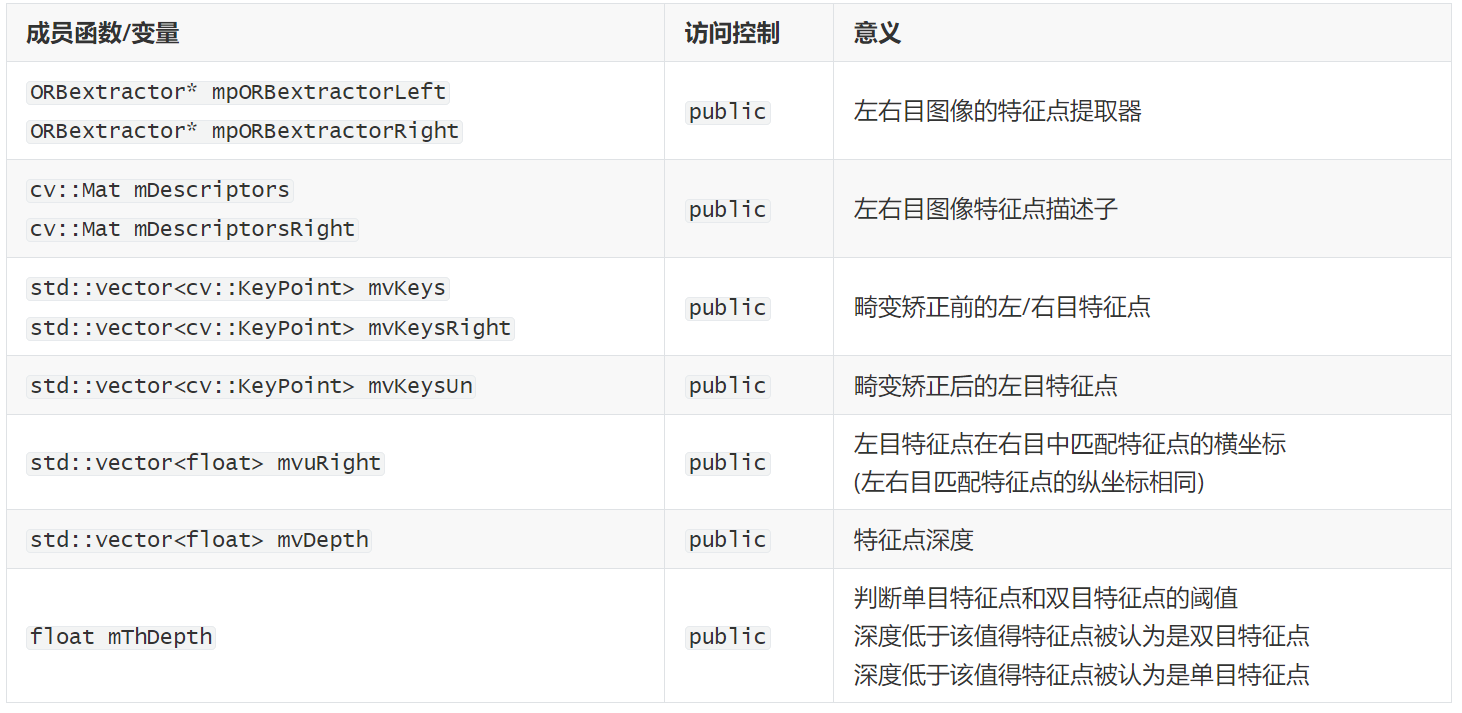 成员函数/变量 访问控制 意义
ORBextractor* mpORBextractorLeft
ORBextractor* mpORBextractorRight
public
左右目图像的特征点提取器
cv::Mat mDescriptors
cv::Mat mDescriptorsRight
public
左右目图像特征点描述子
std::vector<cv::KeyPoint> mvKeys
std::vector<cv::KeyPoint> mvKeysRight
public
畸变矫正前的左/右目特征点
std::vector<cv::KeyPoint> mvKeysUn
public
畸变矫正后的左目特征点
std::vector<float> mvuRight
public
左目特征点在右目中匹配特征点的横坐标
(左右目匹配特征点的纵坐标相同)
std::vector<float> mvDepth
public
特征点深度
float mThDepth
public
判断单目特征点和双目特征点的阈值
深度低于该值得特征点被认为是双目特征点
深度低于该值得特征点被认为是单目特征点